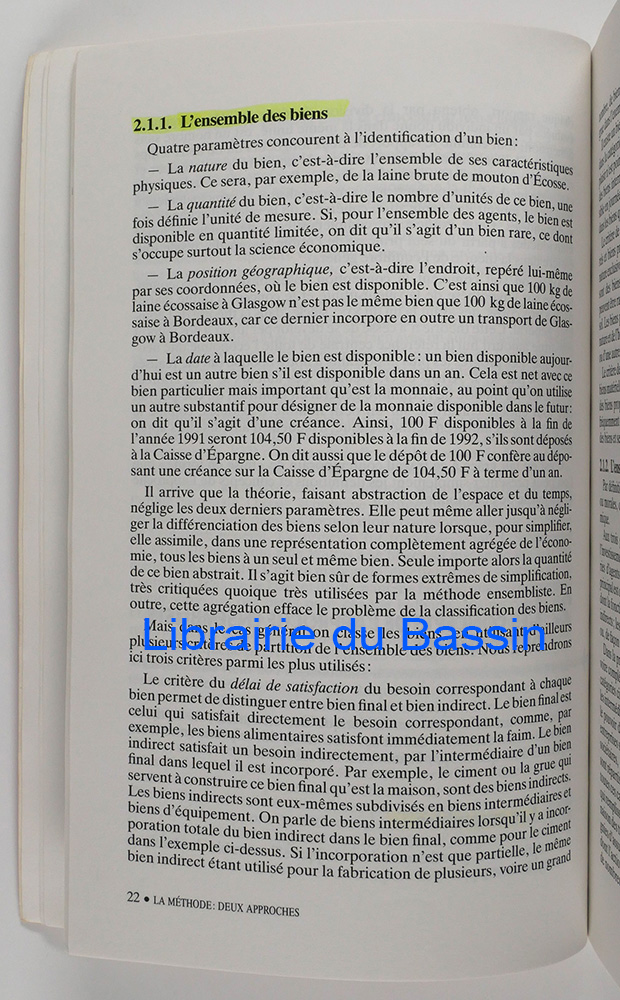 2.1.1. L'ensemble des biens
Quatre paramètres concourent à l'identification d'un bien :
— La nature du bien, c'est-à-dire l'ensemble de ses caractéristiques
physiques. Ce sera, par exemple, de la laine brute de mouton d'Écosse.
— La quantité du bien, c'est-à-dire le nombre d'unités de ce bien, une
fois définie l'unité de mesure. Si, pour l'ensemble des agents, le bien est
disponible en quantité limitée, on dit qu'il s'agit d'un bien rare, ce dont
s'occupe surtout la science économique.
— La position géographique, c'est-à-dire l'endroit, repéré lui-même
par ses coordonnées, où le bien est disponible. C'est ainsi que 100 kg de
laine écossaise à Glasgow n'est pas le même bien que 100 kg de laine écos-
saise à Bordeaux, car ce dernier incorpore en outre un transport de Glas-
gow à Bordeaux.
— La date à laquelle le bien est disponible : un bien disponible aujour-
d'hui est un autre bien s'il est disponible dans un an. Cela est net avec ce
bien particulier mais important qu'est la monnaie, au point qu'on utilise
un autre substantif pour désigner de la monnaie disponible dans le futur :
on dit qu'il s'agit d'une créance. Ainsi, 100 F disponibles à la fin de
l'année 1991 seront 104,50 F disponibles à la fin de 1992, s'ils sont déposés
à la Caisse d'Épargne. On dit aussi que le dépôt de 100 F confère au dépo-
sant une créance sur la Caisse d'Épargne de 104,50 F à terme d'un an.
Il arrive que la théorie, faisant abstraction de l'espace et du temps,
néglige les deux derniers paramètres. Elle peut même aller jusqu'à négli-
ger la différenciation des biens selon leur nature lorsque, pour simplifier,
elle assimile, dans une représentation complètement agrégée de l'écono-
mie, tous les biens à un seul et même bien. Seule importe alors la quantité
de ce bien abstrait. Il s'agit bien sûr de formes extrêmes de simplification,
très critiquées quoique très utilisées par la méthode ensembliste. En
outre, cette agrégation efface le problème de la classification des biens.
Mais dans le cas général on classe les biens en utilisant d'ailleurs
plusieurs critères de partition de l'ensemble des biens. Nous reprendrons
ici trois critères parmi les plus utilisés :
Librairie du Bassin
Le critère du délai de satisfaction du besoin correspondant à chaque
bien permet de distinguer entre bien final et bien indirect. Le bien final est
celui qui satisfait directement le besoin correspondant, comme, par
exemple, les biens alimentaires satisfont immédiatement la faim. Le bien
indirect satisfait un besoin indirectement, par l'intermédiaire d'un bien
final dans lequel il est incorporé. Par exemple, le ciment ou la grue qui
servent à construire ce bien final qu'est la maison, sont des biens indirects.
Les biens indirects sont eux-mêmes subdivisés en biens intermédiaires et
biens d'équipement. On parle de biens intermédiaires lorsqu'il y a incor-
poration totale du bien indirect dans le bien final, comme pour le ciment
dans l'exemple ci-dessus. Si l'incorporation n'est que partielle, le même
bien indirect étant utilisé pour la fabrication de plusieurs, voire un grand
22 • LA MÉTHODE : DEUX APPROCHES